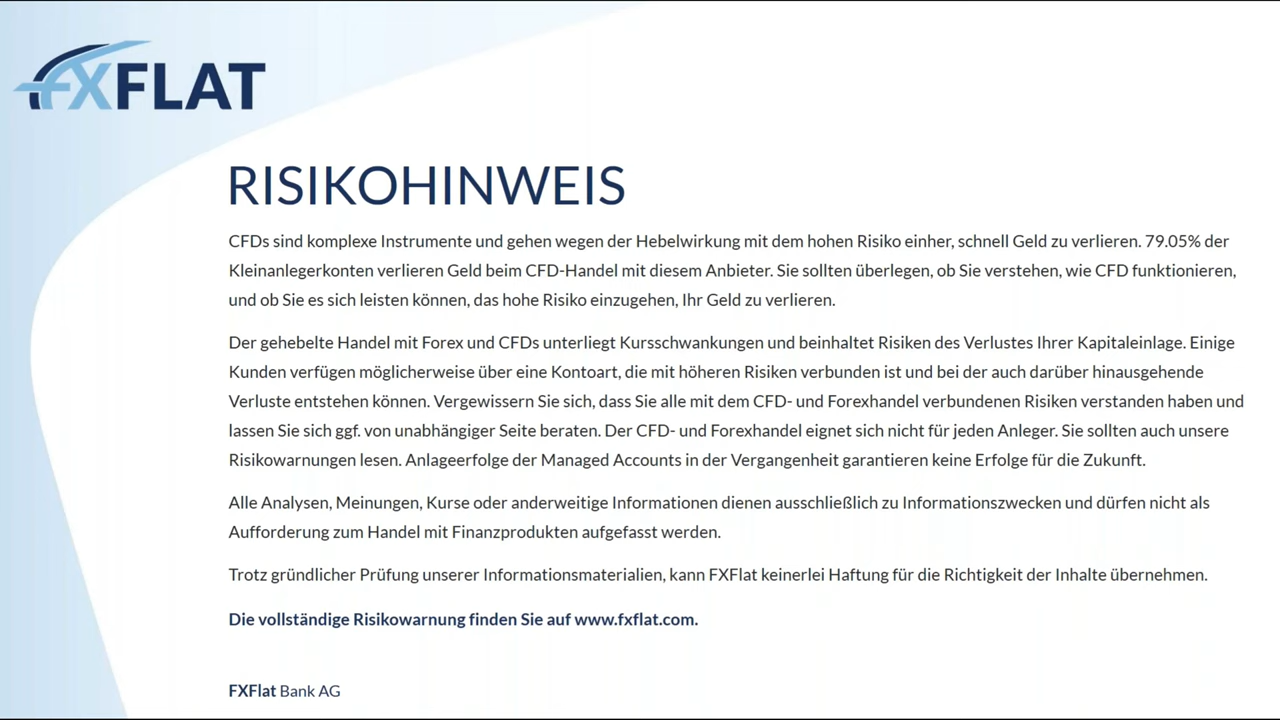 fXFLAT
RISIKOHINWEIS
CFDs sind komplexe Instrumente und gehen wegen der Hebelwirkung mit dem hohen Risiko einher, schnell Geld zu verlieren. 79.05% der
Kleinanlegerkonten verlieren Geld beim CFD-Handel mit diesem Anbieter. Sie sollten überlegen, ob Sie verstehen, wie CFD funktionieren,
und ob Sie es sich leisten können, das hohe Risiko einzugehen, Ihr Geld zu verlieren.
Der gehebelte Handel mit Forex und CFDs unterliegt Kursschwankungen und beinhaltet Risiken des Verlustes Ihrer Kapitaleinlage. Einige
Kunden verfügen möglicherweise über eine Kontoart, die mit höheren Risiken verbunden ist und bei der auch darüber hinausgehende
Verluste entstehen können. Vergewissern Sie sich, dass Sie alle mit dem CFD- und Forexhandel verbundenen Risiken verstanden haben und
lassen Sie sich ggf. von unabhängiger Seite beraten. Der CFD- und Forexhandel eignet sich nicht für jeden Anleger. Sie sollten auch unsere
Risikowarnungen lesen. Anlageerfolge der Managed Accounts in der Vergangenheit garantieren keine Erfolge für die Zukunft.
Alle Analysen, Meinungen, Kurse oder anderweitige Informationen dienen ausschließlich zu Informationszwecken und dürfen nicht als
Aufforderung zum Handel mit Finanzprodukten aufgefasst werden.
Trotz gründlicher Prüfung unserer Informationsmaterialien, kann FXFlat keinerlei Haftung für die Richtigkeit der Inhalte übernehmen.
Die vollständige Risikowarnung finden Sie auf www.fxflat.com.
FXFlat Bank AG